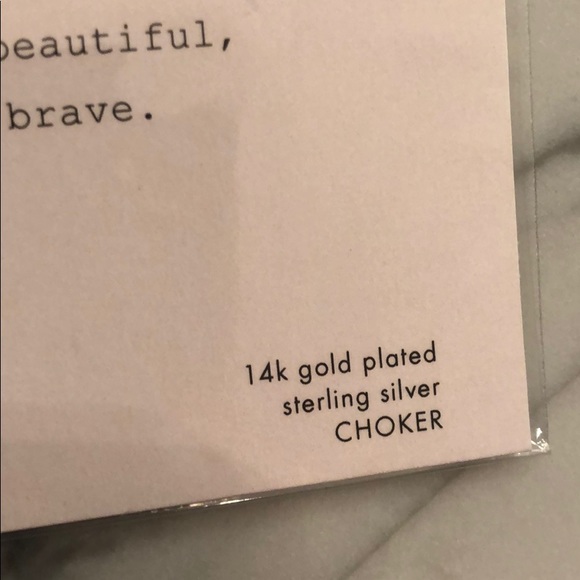 beautiful,
brave.
14k gold plated
sterling silver
CHOKER